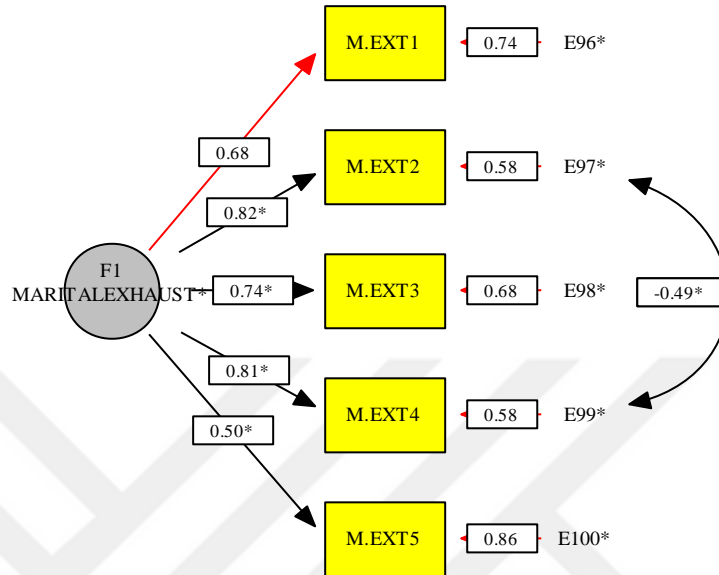 M.EXT1
0.74
E96*
0.68
M.EXT2
0.58
E97*
0.82*
F1
MARITALEXHAUST*
0.74*
M.EXT3
0.68
E98*
-0.49*
0.81*
M.EXT4
0.58
E99*
0.50*
M.EXT5
0.86
E100*